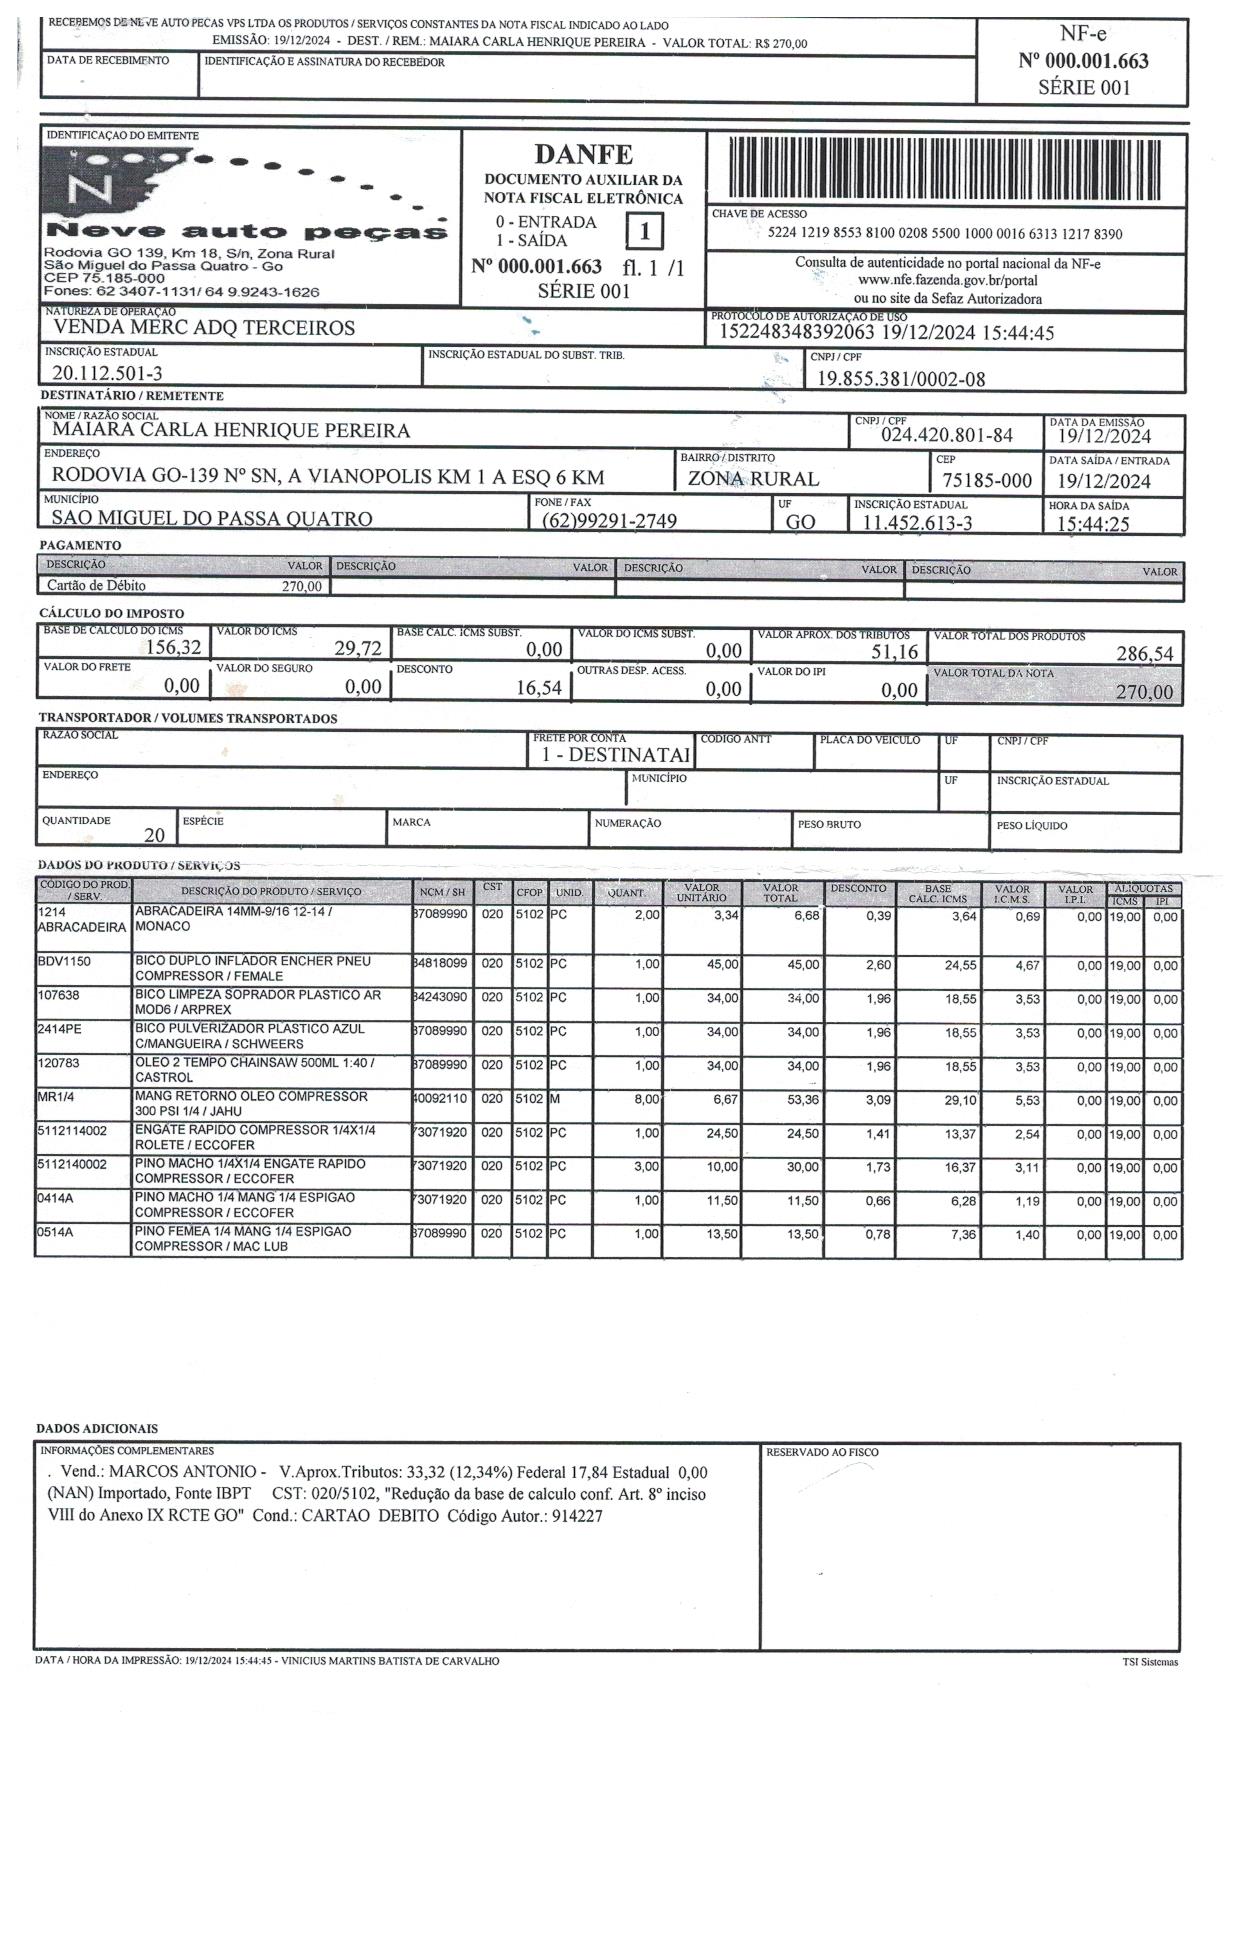 RECEBEMOS DE NEVE AUTO PECAS VPS LTDA OS PRODUTOS / SERVIÇOS CONSTANTES DA NOTA FISCAL INDICADO AO LADO
EMISSÃO: 19/12/2024 - DEST. / REM.: MAIARA CARLA HENRIQUE PEREIRA - VALOR TOTAL: R$ 270,00
DATA DE RECEBIMENTO IDENTIFICAÇÃO E ASSINATURA DO RECEBEDOR
NF-e
Nº 000.001.663
SÉRIE 001
IDENTIFICAÇAO DO EMITENTE
N
Neve auto peças
Rodovia GO 139, Km 18, S/n, Zona Rural
São Miguel do Passa Quatro - Go
CEP 75.185-000
Fones: 62 3407-1131/ 64 9.9243-1626
DANFE
DOCUMENTO AUXILIAR DA
NOTA FISCAL ELETRÔNICA
0 - ENTRADA
1 - SAÍDA
1
Nº 000.001.663 fl. 1 /1
SÉRIE 001
CHAVE DE ACESSO
5224 1219 8553 8100 0208 5500 1000 0016 6313 1217 8390
Consulta de autenticidade no portal nacional da NF-e
www.nfe.fazenda.gov.br/portal
ou no site da Sefaz Autorizadora
NATUREZA DE OPERAÇÃO
VENDA MERC ADQ TERCEIROS
PROTOCOLO DE AUTORIZAÇÃO DE USO
152248348392063 19/12/2024 15:44:45
INSCRIÇÃO ESTADUAL INSCRIÇÃO ESTADUAL DO SUBST. TRIB. CNPJ / CPF
20.112.501-3 19.855.381/0002-08
DESTINATÁRIO / REMETENTE
NOME / RAZÃO SOCIAL CNPJ / CPF DATA DA EMISSÃO
MAIARA CARLA HENRIQUE PEREIRA 024.420.801-84 19/12/2024
ENDEREÇO BAIRRO / DISTRITO CEP DATA SAÍDA / ENTRADA
RODOVIA GO-139 Nº SN, A VIANOPOLIS KM 1 A ESQ 6 KM ZONA RURAL 75185-000 19/12/2024
MUNICÍPIO FONE / FAX UF INSCRIÇÃO ESTADUAL HORA DA SAÍDA
SAO MIGUEL DO PASSA QUATRO (62)99291-2749 GO 11.452.613-3 15:44:25
PAGAMENTO
DESCRIÇÃO VALOR DESCRIÇÃO VALOR DESCRIÇÃO VALOR DESCRIÇÃO VALOR
Cartão de Débito 270,00
CÁLCULO DO IMPOSTO
BASE DE CALCULO DO ICMS VALOR DO ICMS BASE CALC. ICMS SUBST. VALOR DO ICMS SUBST. VALOR APROX. DOS TRIBUTOS VALOR TOTAL DOS PRODUTOS
156,32 29,72 0,00 0,00 51,16 286,54
VALOR DO FRETE VALOR DO SEGURO DESCONTO OUTRAS DESP. ACESS. VALOR DO IPI VALOR TOTAL DA NOTA
0,00 0,00 16,54 0,00 0,00 270,00
TRANSPORTADOR / VOLUMES TRANSPORTADOS
RAZAO SOCIAL FRETE POR CONTA CODIGO ANTT PLACA DO VEICULO UF CNPJ / CPF
1 - DESTINATAI
ENDEREÇO MUNICÍPIO UF INSCRIÇÃO ESTADUAL
QUANTIDADE ESPÉCIE MARCA NUMERAÇÃO PESO BRUTO PESO LÍQUIDO
20
DADOS DO PRODUTO / SERVIÇOS
CÓDIGO DO PROD. / SERV. DESCRIÇÃO DO PRODUTO / SERVIÇO NCM / SH CST CFOP UNID. QUANT. VALOR UNITÁRIO VALOR TOTAL DESCONTO BASE CALC. ICMS VALOR I.C.M.S. VALOR I.P.I. ALIQUOTAS ICMS IPI
1214 ABRACADEIRA 14MM-9/16 12-14 / 87089990 020 5102 PC 2,00 3,34 6,68 0,39 3,64 0,69 0,00 19,00 0,00
ABRACADEIRA MONACO
BDV1150 BICO DUPLO INFLADOR ENCHER PNEU 84818099 020 5102 PC 1,00 45,00 45,00 2,60 24,55 4,67 0,00 19,00 0,00
COMPRESSOR / FEMALE
107638 BICO LIMPEZA SOPRADOR PLASTICO AR 84243090 020 5102 PC 1,00 34,00 34,00 1,96 18,55 3,53 0,00 19,00 0,00
MOD6 / ARPREX
2414PE BICO PULVERIZADOR PLASTICO AZUL 87089990 020 5102 PC 1,00 34,00 34,00 1,96 18,55 3,53 0,00 19,00 0,00
C/MANGUEIRA / SCHWEERS
120783 OLEO 2 TEMPO CHAINSAW 500ML 1:40 / 87089990 020 5102 PC 1,00 34,00 34,00 1,96 18,55 3,53 0,00 19,00 0,00
CASTROL
MR1/4 MANG RETORNO OLEO COMPRESSOR 40092110 020 5102 M 8,00 6,67 53,36 3,09 29,10 5,53 0,00 19,00 0,00
300 PSI 1/4 / JAHU
5112114002 ENGATE RAPIDO COMPRESSOR 1/4X1/4 73071920 020 5102 PC 1,00 24,50 24,50 1,41 13,37 2,54 0,00 19,00 0,00
ROLETE / ECCOFER
5112140002 PINO MACHO 1/4X1/4 ENGATE RAPIDO 73071920 020 5102 PC 3,00 10,00 30,00 1,73 16,37 3,11 0,00 19,00 0,00
COMPRESSOR / ECCOFER
0414A PINO MACHO 1/4 MANG 1/4 ESPIGAO 73071920 020 5102 PC 1,00 11,50 11,50 0,66 6,28 1,19 0,00 19,00 0,00
COMPRESSOR / ECCOFER
0514A PINO FEMEA 1/4 MANG 1/4 ESPIGAO 87089990 020 5102 PC 1,00 13,50 13,50 0,78 7,36 1,40 0,00 19,00 0,00
COMPRESSOR / MAC LUB
DADOS ADICIONAIS
INFORMAÇÕES COMPLEMENTARES RESERVADO AO FISCO
. Vend.: MARCOS ANTONIO - V.Aprox.Tributos: 33,32 (12,34%) Federal 17,84 Estadual 0,00
(NAN) Importado, Fonte IBPT CST: 020/5102, "Redução da base de calculo conf. Art. 8º inciso
VIII do Anexo IX RCTE GO" Cond.: CARTAO DEBITO Código Autor.: 914227
DATA / HORA DA IMPRESSÃO: 19/12/2024 15:44:45 - VINICIUS MARTINS BATISTA DE CARVALHO TSI Sistemas